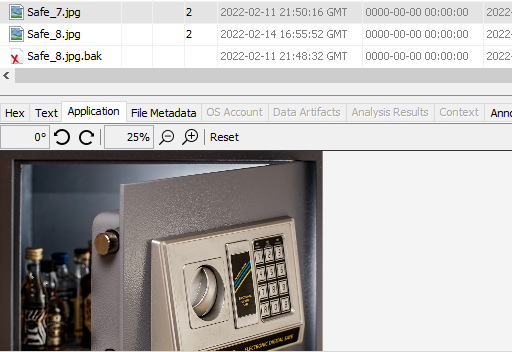 Safe_7.jpg 2 2022-02-11 21:50:16 GMT 0000-00-00 00:00:00 2022-
Safe_8.jpg 2 2022-02-14 16:55:52 GMT 0000-00-00 00:00:00 2022-
Safe_8.jpg.bak 2022-02-11 21:48:32 GMT 0000-00-00 00:00:00 2022-
Hex Text Application File Metadata OS Account Data Artifacts Analysis Results Context Anno
0° 25% Reset
ELECTRONIC DIGITAL SAFE